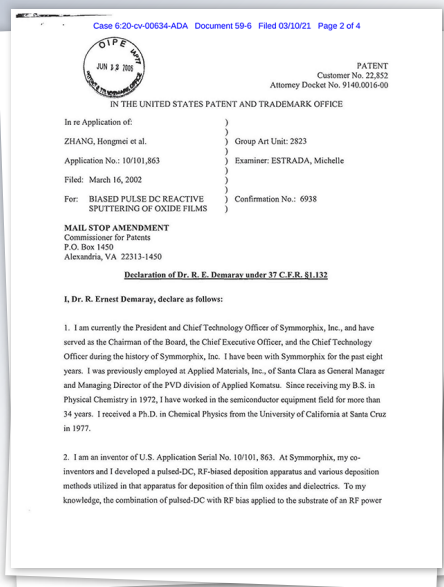 Case 6:20-cv-00634-ADA Document 59-6 Filed 03/10/21 Page 2 of 4
OIPE
JUN 13 2005
PATENT & TRADEMARK OFFICE
PATENT
Customer No. 22,852
Attorney Docket No. 9140.0016-00
IN THE UNITED STATES PATENT AND TRADEMARK OFFICE
In re Application of: )
)
ZHANG, Hongmei et al. ) Group Art Unit: 2823
)
Application No.: 10/101,863 ) Examiner: ESTRADA, Michelle
)
Filed: March 16, 2002 )
)
For: BIASED PULSE DC REACTIVE ) Confirmation No.: 6938
SPUTTERING OF OXIDE FILMS )
MAIL STOP AMENDMENT
Commissioner for Patents
P.O. Box 1450
Alexandria, VA 22313-1450
Declaration of Dr. R. E. Demaray under 37 C.F.R. §1.132
I, Dr. R. Ernest Demaray, declare as follows:
1. I am currently the President and Chief Technology Officer of Symmorphix, Inc., and have
served as the Chairman of the Board, the Chief Executive Officer, and the Chief Technology
Officer during the history of Symmorphix, Inc. I have been with Symmorphix for the past eight
years. I was previously employed at Applied Materials, Inc., of Santa Clara as General Manager
and Managing Director of the PVD division of Applied Komatsu. Since receiving my B.S. in
Physical Chemistry in 1972, I have worked in the semiconductor equipment field for more than
34 years. I received a Ph.D. in Chemical Physics from the University of California at Santa Cruz
in 1977.
2. I am an inventor of U.S. Application Serial No. 10/101, 863. At Symmorphix, my co-
inventors and I developed a pulsed-DC, RF-biased deposition apparatus and various deposition
methods utilized in that apparatus for deposition of thin film oxides and dielectrics. To my
knowledge, the combination of pulsed-DC with RF bias applied to the substrate of an RF power